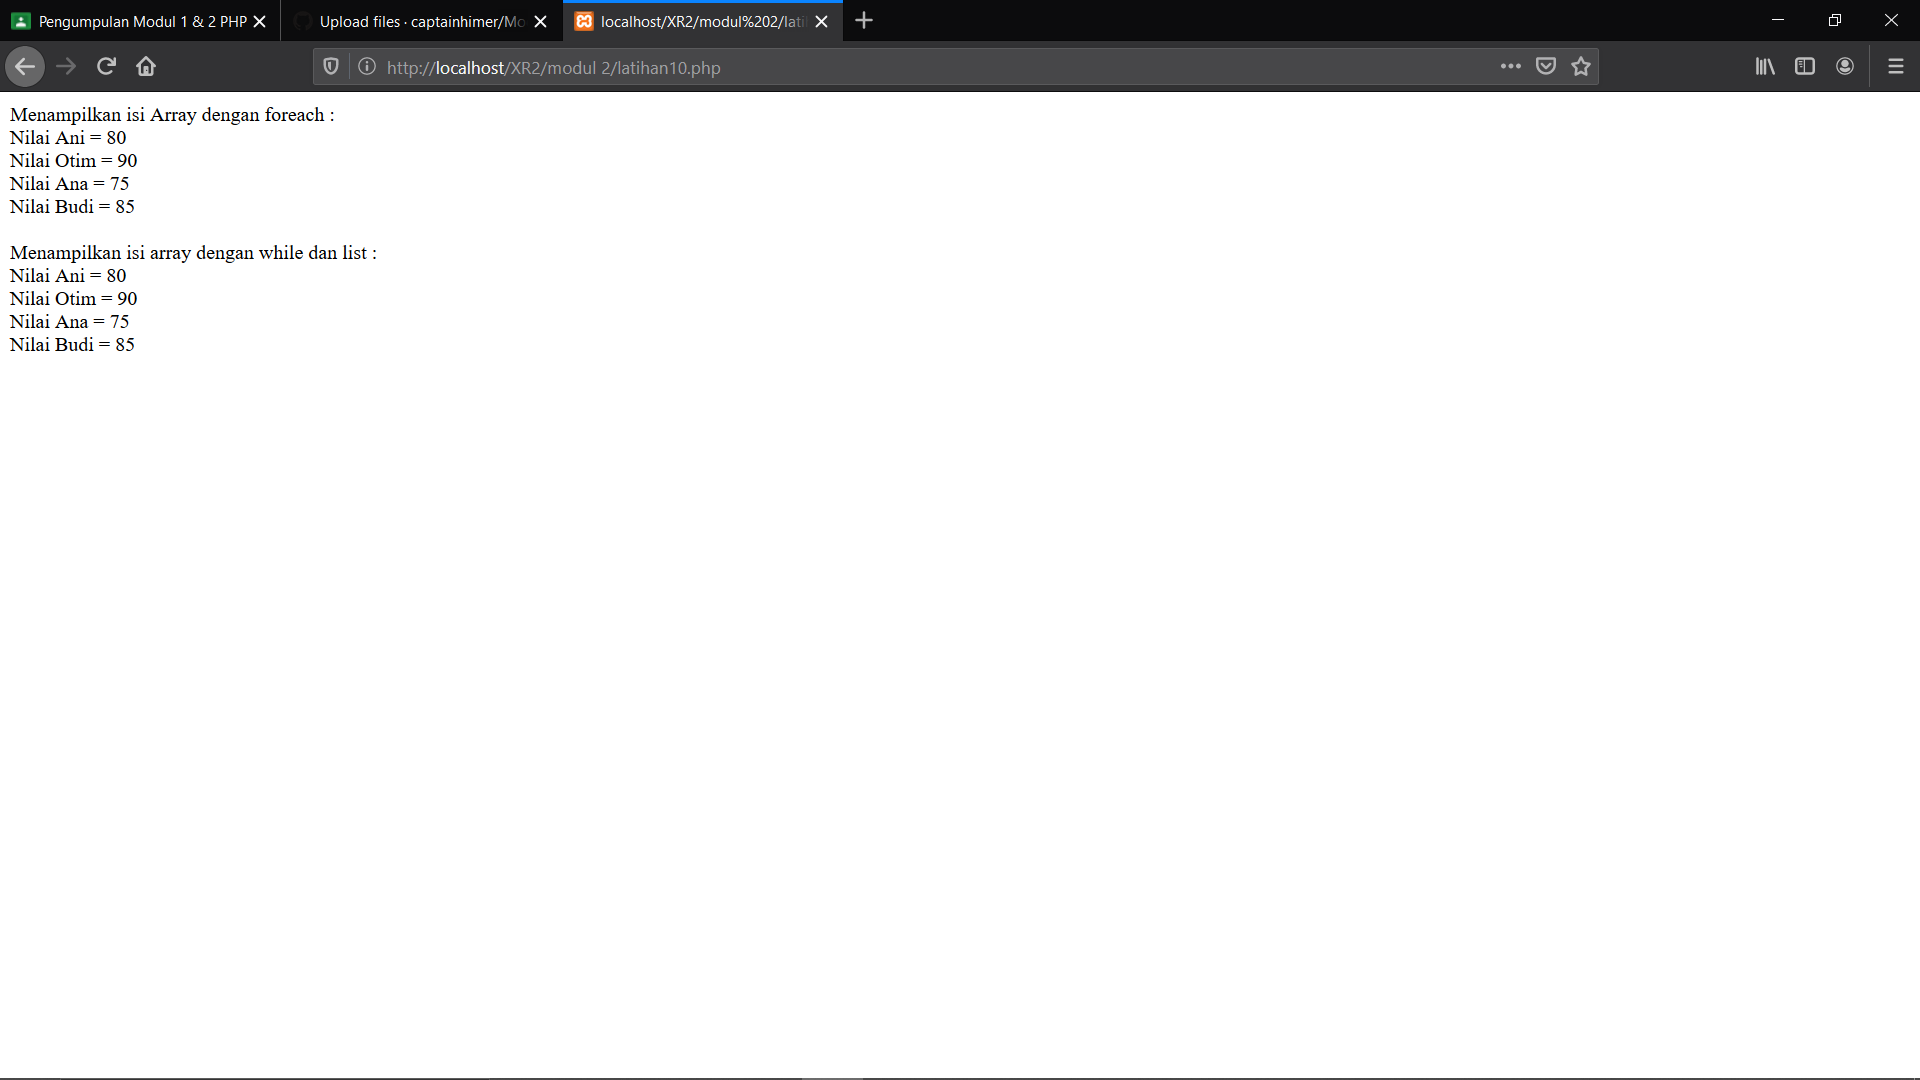 Pengumpulan Modul 1 & 2 PHP
Upload files · captainhimer/Mo
localhost/XR2/modul%202/lati
http://localhost/XR2/modul 2/latihan10.php
Menampilkan isi Array dengan foreach :
Nilai Ani = 80
Nilai Otim = 90
Nilai Ana = 75
Nilai Budi = 85
Menampilkan isi array dengan while dan list :
Nilai Ani = 80
Nilai Otim = 90
Nilai Ana = 75
Nilai Budi = 85